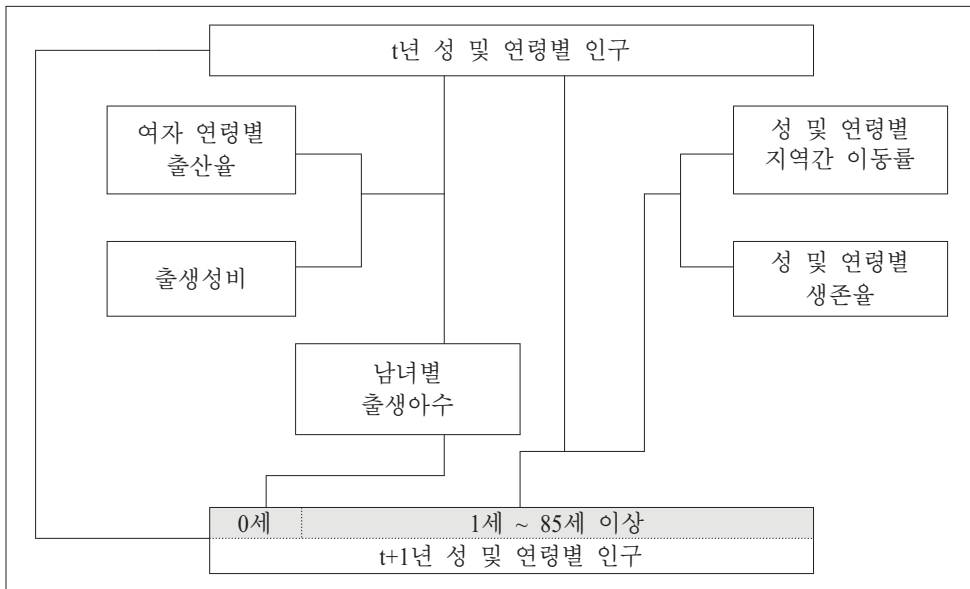 t년 성 및 연령별 인구
여자 연령별
출산율
성 및 연령별
지역간 이동률
출생성비
성 및 연령별
생존율
남녀별
출생아수
0세
1세 ~ 85세 이상
t+1년 성 및 연령별 인구